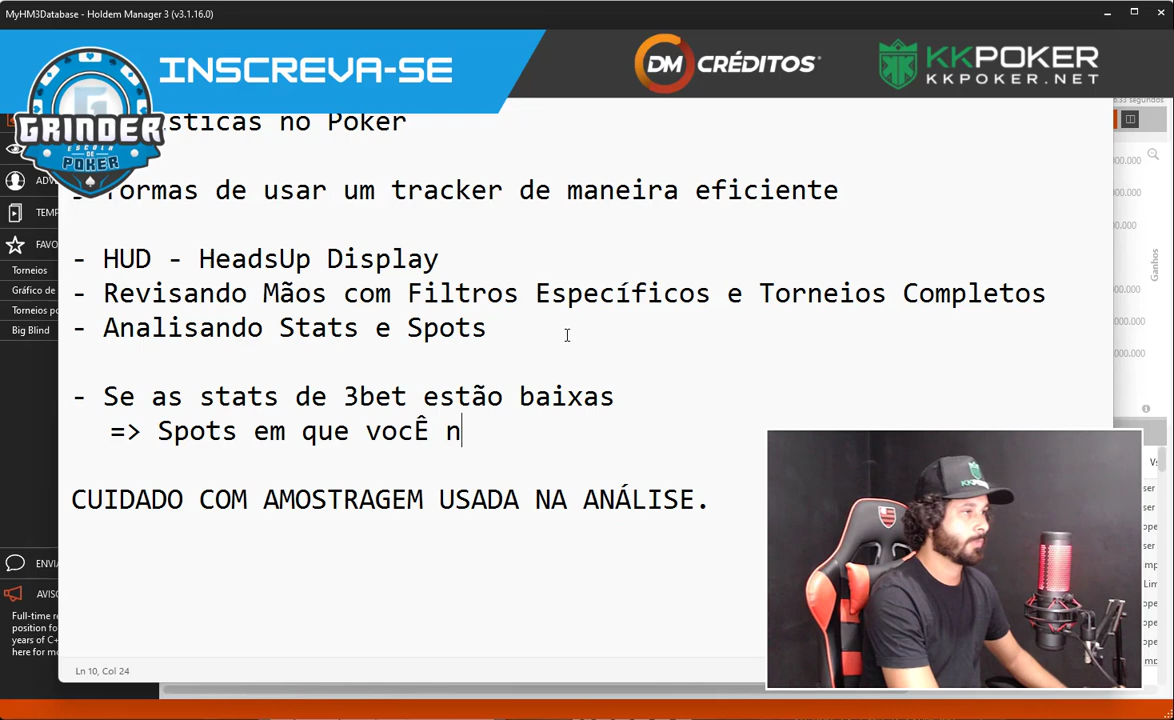 MyHM3Database - Holdem Manager 3 (v3.1.16.0)
INSCREVA-SE
DM CRÉDITOS
KKPOKER
KKPOKER.NET
G
GRINDER
ESCOLA DE
POKER
sticas no Poker
formas de usar um tracker de maneira eficiente
- HUD - HeadsUp Display
- Revisando Mãos com Filtros Específicos e Torneios Completos
- Analisando Stats e Spots
- Se as stats de 3bet estão baixas
=> Spots em que vocÊ n
CUIDADO COM AMOSTRAGEM USADA NA ANÁLISE.
Ln 10, Col 24
TEMP
FAVO
Torneios
Gráfico de
Torneios po
Big Blind
ENVIA
AVISO
Full-time re
position fo
years of C+
here for mo
segundos
Ganhos